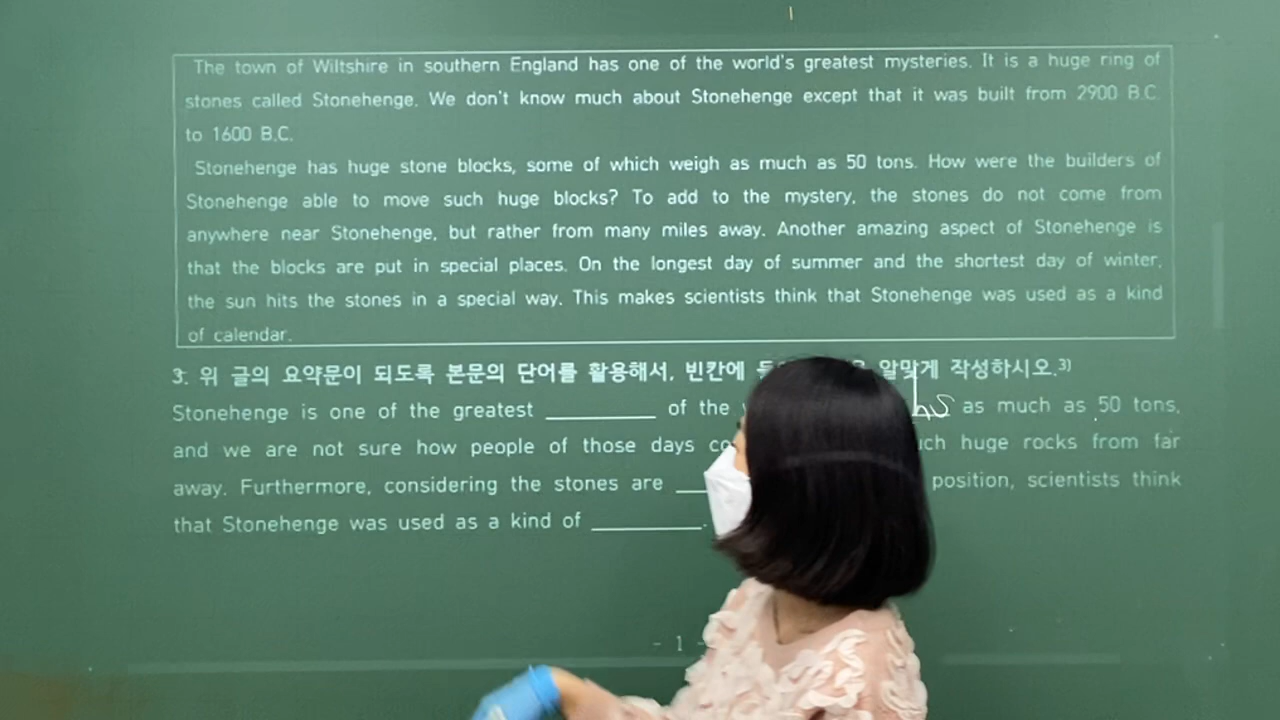 The town of Wiltshire in southern England has one of the world's greatest mysteries. It is a huge ring of
stones called Stonehenge. We don't know much about Stonehenge except that it was built from 2900 B.C.
to 1600 B.C.
Stonehenge has huge stone blocks, some of which weigh as much as 50 tons. How were the builders of
Stonehenge able to move such huge blocks? To add to the mystery, the stones do not come from
anywhere near Stonehenge, but rather from many miles away. Another amazing aspect of Stonehenge is
that the blocks are put in special places. On the longest day of summer and the shortest day of winter,
the sun hits the stones in a special way. This makes scientists think that Stonehenge was used as a kind
of calendar.
3. 위 글의 요약문이 되도록 본문의 단어를 활용해서, 빈칸에 알맞게 작성하시오.3)
Stonehenge is one of the greatest ________ of the as much as 50 tons,
and we are not sure how people of those days huge rocks from far
away. Furthermore, considering the stones are position, scientists think
that Stonehenge was used as a kind of ________.
- 1 -